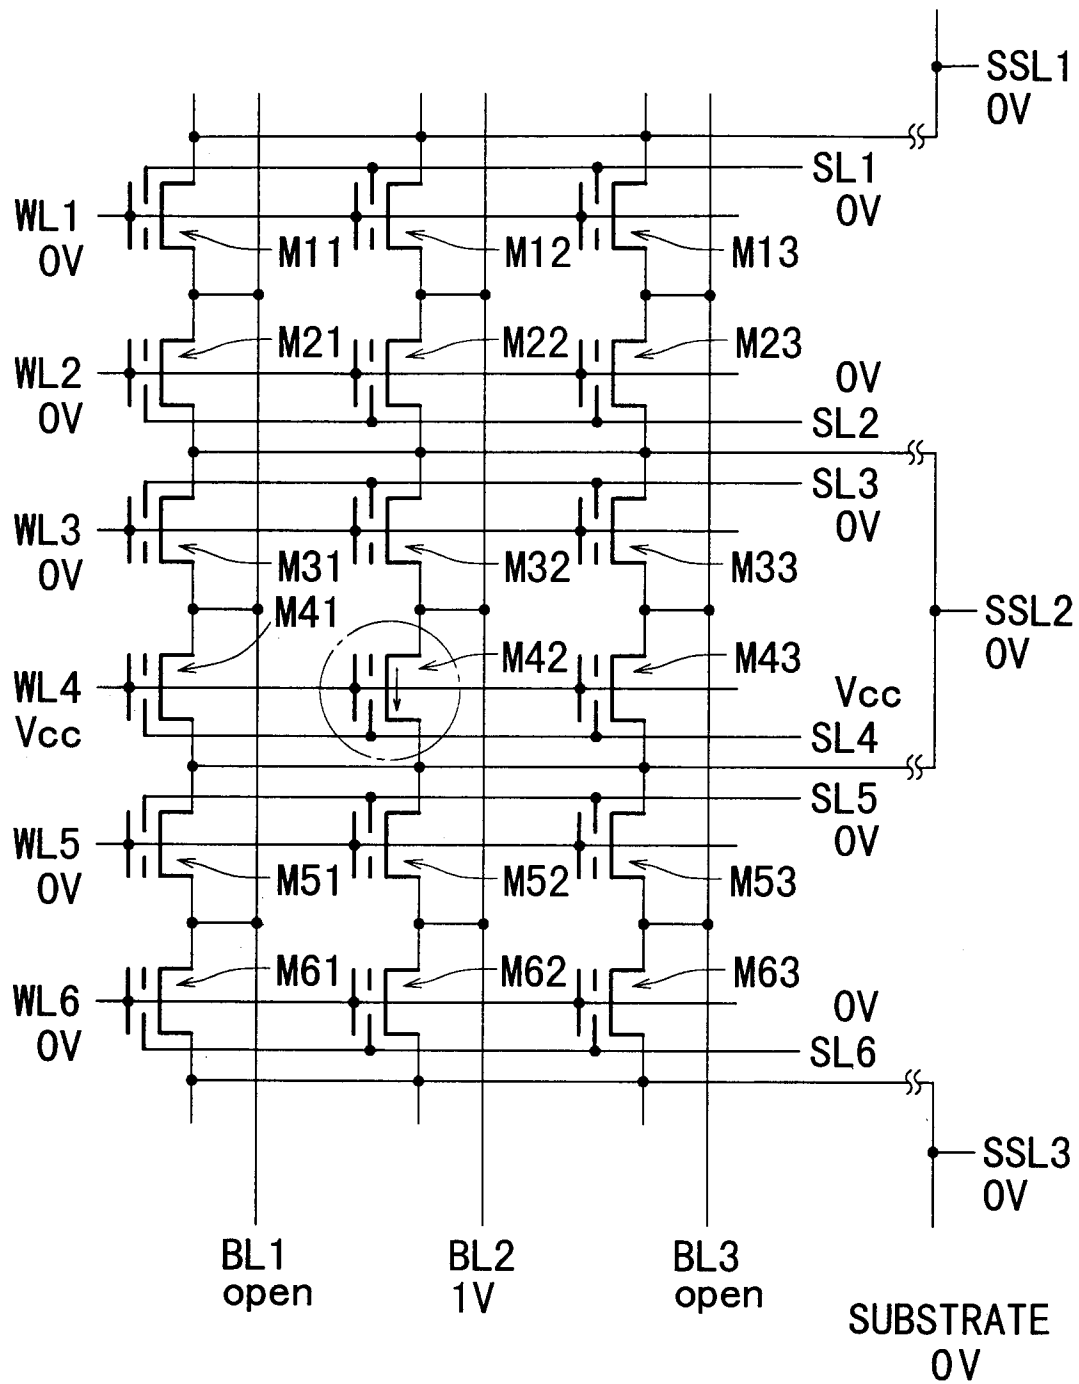 SSL1
0V
SL1
0V
WL1
0V
M11
M12
M13
M21
M22
M23
WL2
0V
0V
SL2
SL3
0V
WL3
0V
M31
M32
M33
M41
SSL2
0V
M42
M43
WL4
Vcc
Vcc
SL4
SL5
0V
WL5
0V
M51
M52
M53
M61
M62
M63
WL6
0V
0V
SL6
SSL3
0V
BL1
open
BL2
1V
BL3
open
SUBSTRATE
0V